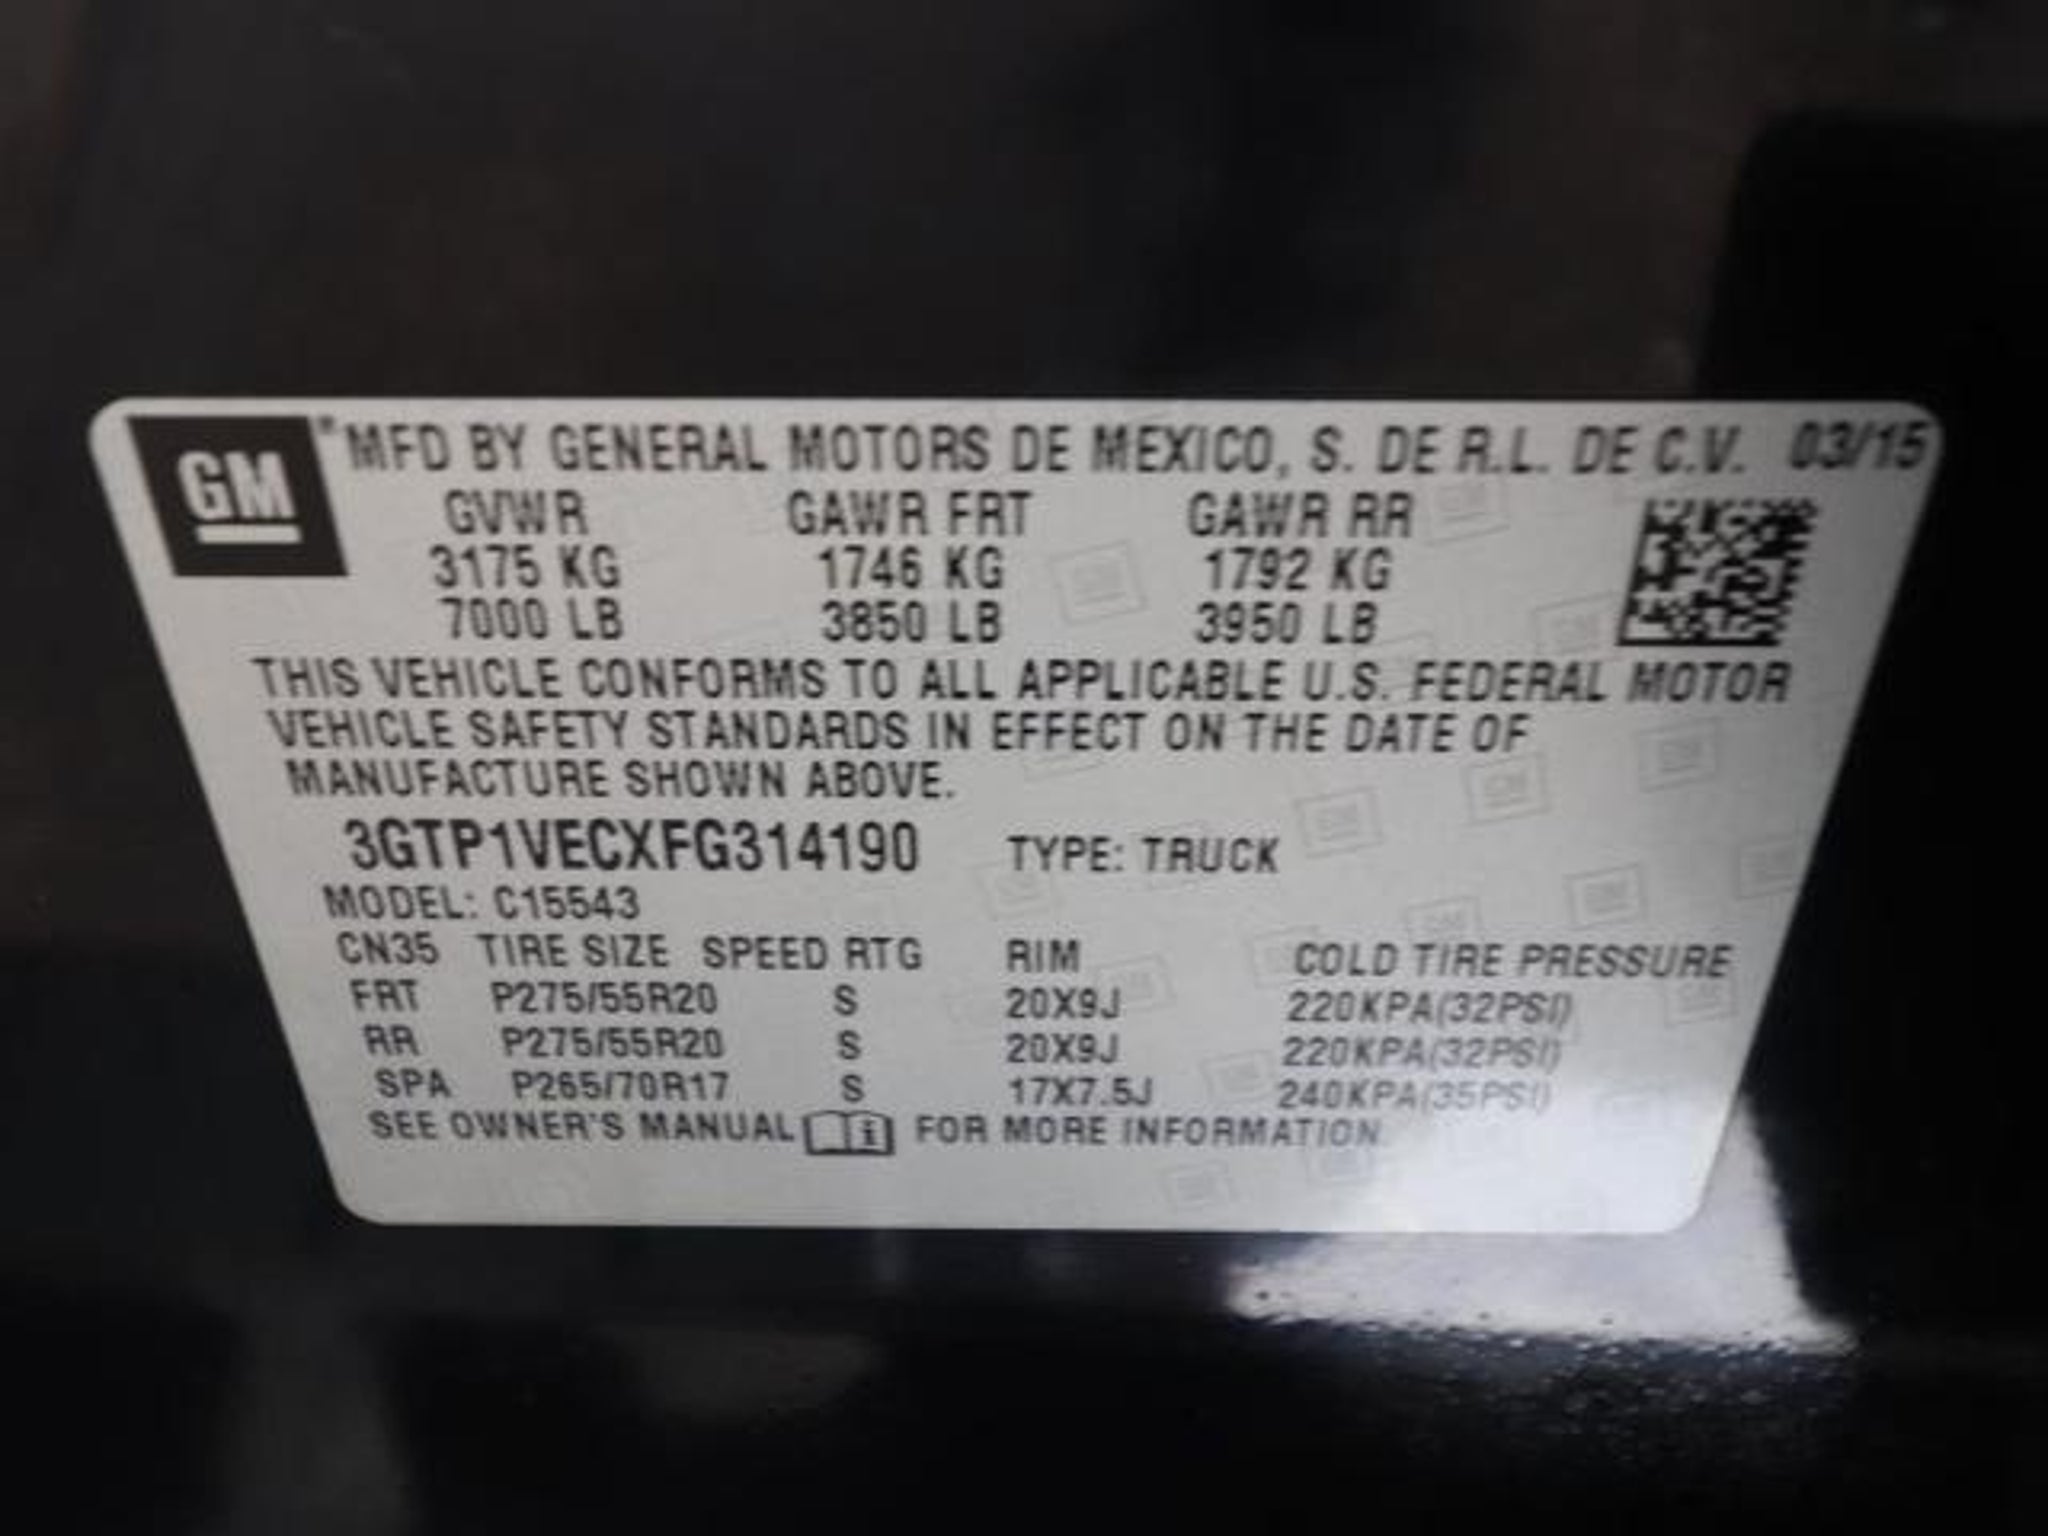 GM ® MFD BY GENERAL MOTORS DE MEXICO, S. DE R.L. DE C.V. 03/15
GVWR GAWR FRT GAWR RR
3175 KG 1746 KG 1792 KG
7000 LB 3850 LB 3950 LB
THIS VEHICLE CONFORMS TO ALL APPLICABLE U.S. FEDERAL MOTOR
VEHICLE SAFETY STANDARDS IN EFFECT ON THE DATE OF
MANUFACTURE SHOWN ABOVE.
3GTP1VECXFG314190 TYPE: TRUCK
MODEL: C15543
CN35 TIRE SIZE SPEED RTG RIM COLD TIRE PRESSURE
FRT P275/55R20 S 20X9J 220KPA(32PSI)
RR P275/55R20 S 20X9J 220KPA(32PSI)
SPA P265/70R17 S 17X7.5J 240KPA(35PSI)
SEE OWNER'S MANUAL FOR MORE INFORMATION.